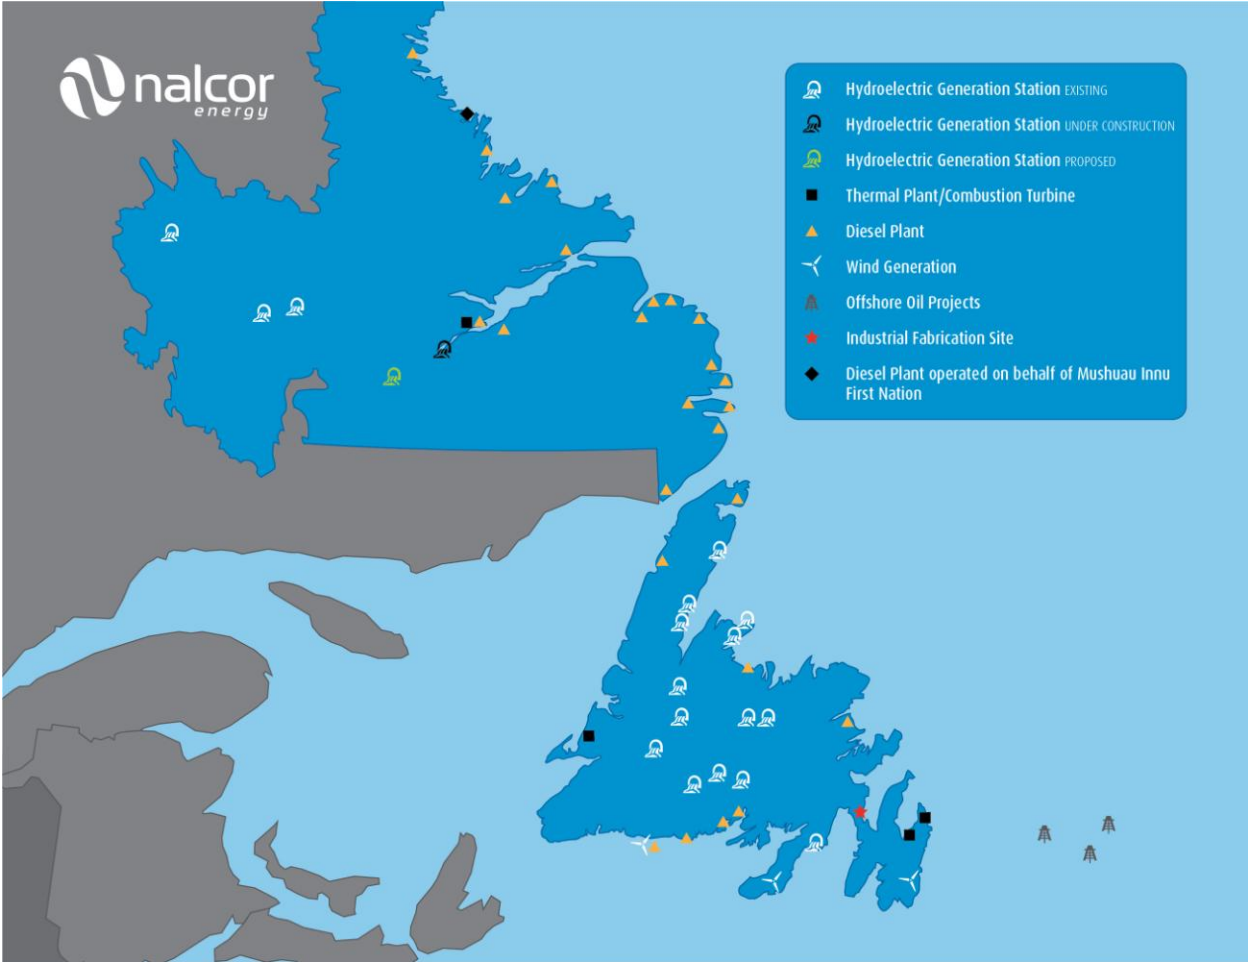 nalcor
energy
Hydroelectric Generation Station EXISTING
Hydroelectric Generation Station UNDER CONSTRUCTION
Hydroelectric Generation Station PROPOSED
Thermal Plant/Combustion Turbine
Diesel Plant
Wind Generation
Offshore Oil Projects
Industrial Fabrication Site
Diesel Plant operated on behalf of Mushuau Innu
First Nation